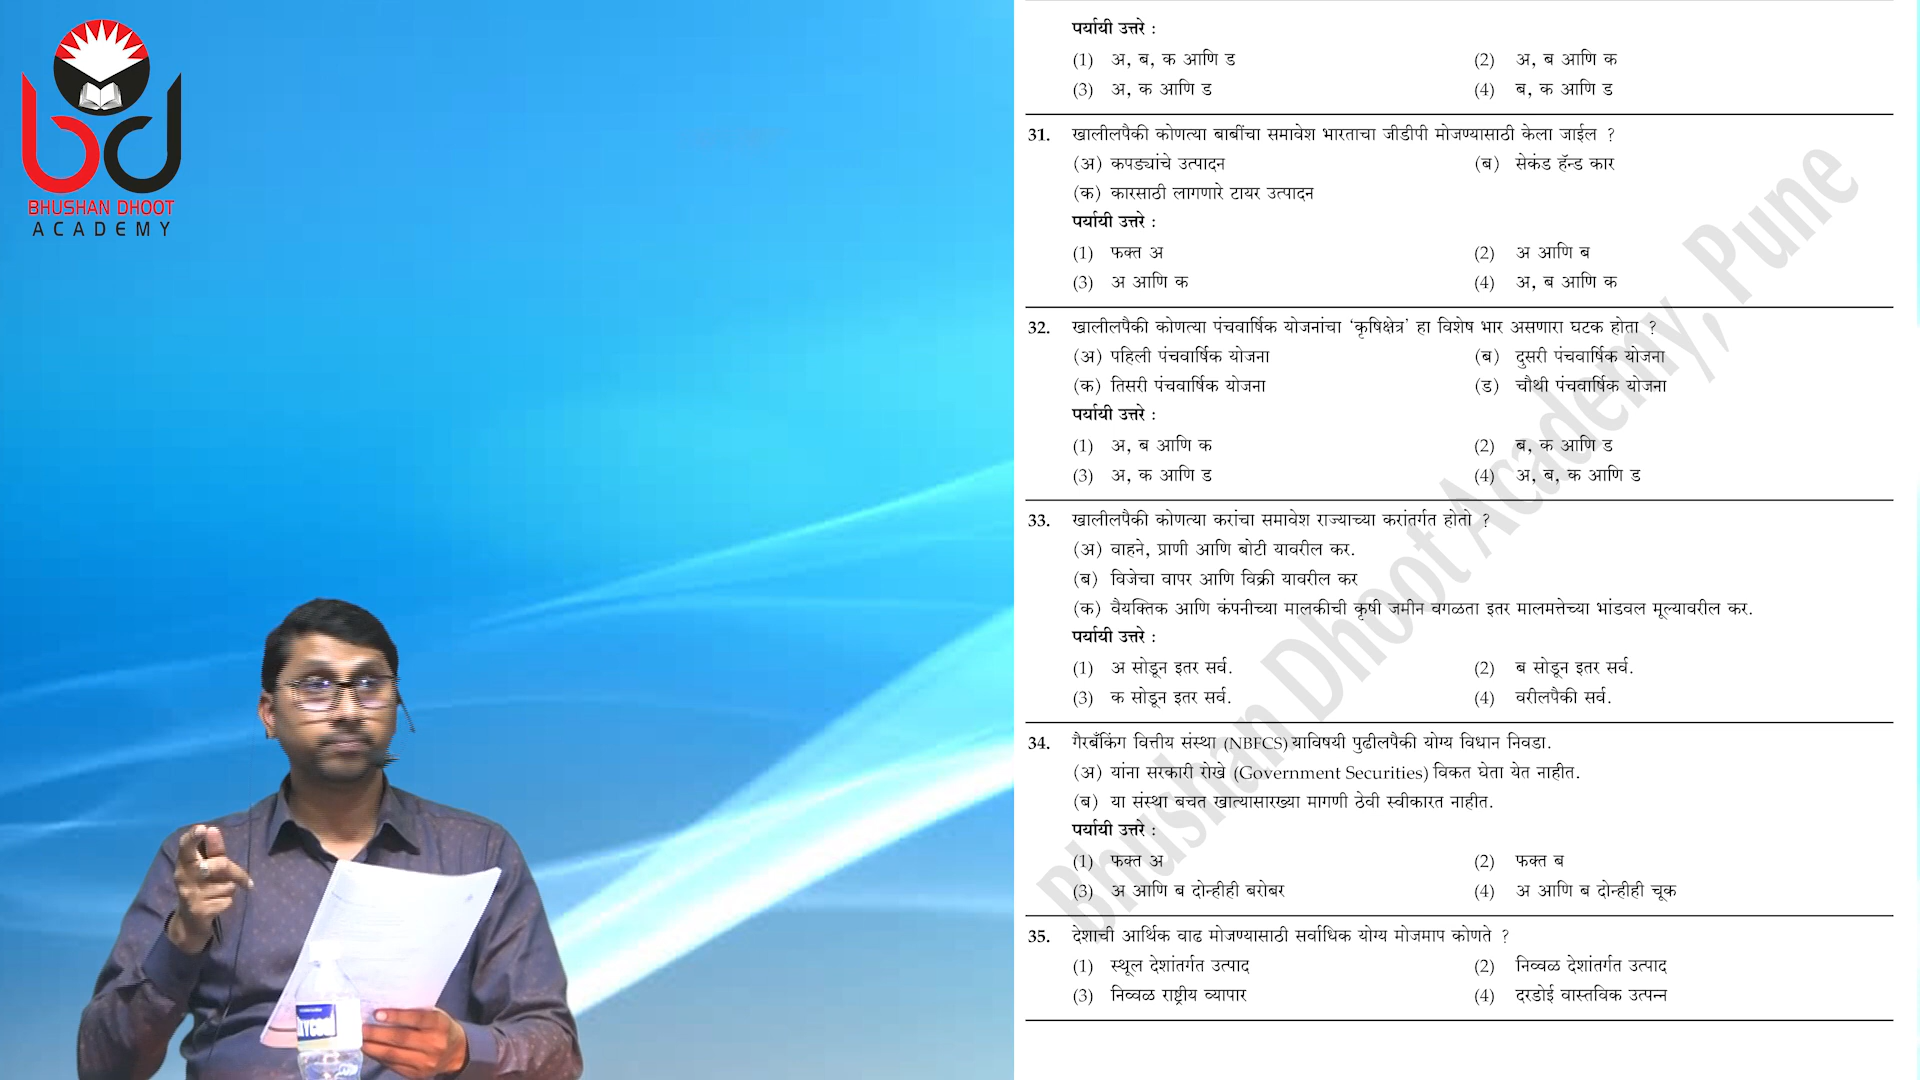 BHUSHAN DHOOT
ACADEMY
पर्यायी उत्तरे :
(1) अ, ब, क आणि ड (2) अ, ब आणि क
(3) अ, क आणि ड (4) ब, क आणि ड
31. खालीलपैकी कोणत्या बाबींचा समावेश भारताचा जीडीपी मोजण्यासाठी केला जाईल ?
(अ) कपड्यांचे उत्पादन (ब) सेकंड हॅन्ड कार
(क) कारसाठी लागणारे टायर उत्पादन
पर्यायी उत्तरे :
(1) फक्त अ (2) अ आणि ब
(3) अ आणि क (4) अ, ब आणि क
32. खालीलपैकी कोणत्या पंचवार्षिक योजनांचा ‘कृषिक्षेत्र’ हा विशेष भार असणारा घटक होता ?
(अ) पहिली पंचवार्षिक योजना (ब) दुसरी पंचवार्षिक योजना
(क) तिसरी पंचवार्षिक योजना (ड) चौथी पंचवार्षिक योजना
पर्यायी उत्तरे :
(1) अ, ब आणि क (2) ब, क आणि ड
(3) अ, क आणि ड (4) अ, ब, क आणि ड
33. खालीलपैकी कोणत्या करांचा समावेश राज्याच्या करांतर्गत होतो ?
(अ) वाहने, प्राणी आणि बोटी यावरील कर.
(ब) विजेचा वापर आणि विक्री यावरील कर
(क) वैयक्तिक आणि कंपनीच्या मालकीची कृषी जमीन वगळता इतर मालमत्तेच्या भांडवल मूल्यावरील कर.
पर्यायी उत्तरे :
(1) अ सोडून इतर सर्व. (2) ब सोडून इतर सर्व.
(3) क सोडून इतर सर्व. (4) वरीलपैकी सर्व.
34. गैरबँकिंग वित्तीय संस्था (NBFCS) याविषयी पुढीलपैकी योग्य विधान निवडा.
(अ) यांना सरकारी रोखे (Government Securities) विकत घेता येत नाहीत.
(ब) या संस्था बचत खात्यासारख्या मागणी ठेवी स्वीकारत नाहीत.
पर्यायी उत्तरे :
(1) फक्त अ (2) फक्त ब
(3) अ आणि ब दोन्हीही बरोबर (4) अ आणि ब दोन्हीही चूक
35. देशाची आर्थिक वाढ मोजण्यासाठी सर्वाधिक योग्य मोजमाप कोणते ?
(1) स्थूल देशांतर्गत उत्पाद (2) निव्वळ देशांतर्गत उत्पाद
(3) निव्वळ राष्ट्रीय व्यापार (4) दरडोई वास्तविक उत्पन्न
Bhushan Dhoot Academy, Pune